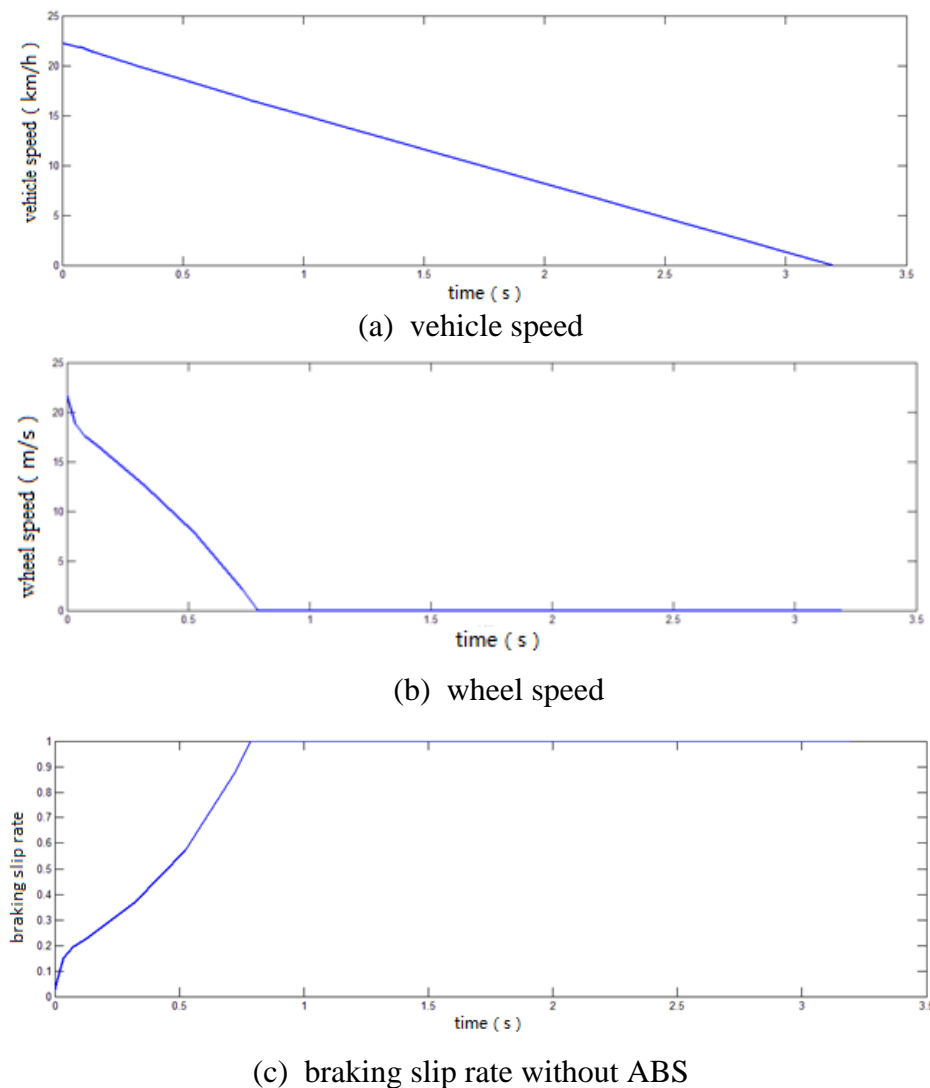 25
20
15
10
5
0
vehicle speed ( km/h )
0 0.5 1 1.5 2 2.5 3 3.5
time ( s )
(a) vehicle speed
25
20
15
10
5
0
wheel speed ( m/s )
0 0.5 1 1.5 2 2.5 3 3.5
time ( s )
(b) wheel speed
1
0.9
0.8
0.7
0.6
0.5
0.4
0.3
0.2
0.1
0
braking slip rate
0 0.5 1 1.5 2 2.5 3 3.5
time ( s )
(c) braking slip rate without ABS